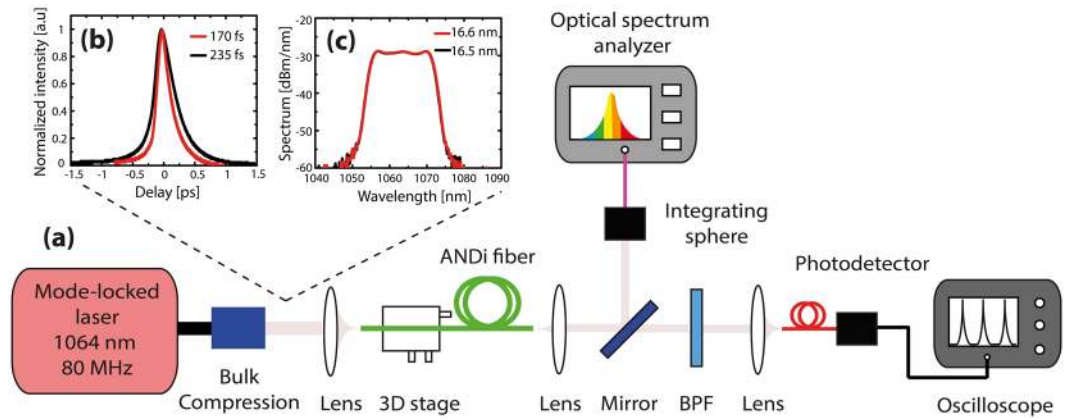 (b)
Normalized intensity [a.u]
1
0.8
0.6
0.4
0.2
0
170 fs
235 fs
-1.5
-1
-0.5
0
0.5
1
1.5
Delay [ps]
(c)
Spectrum [dBm/nm]
-20
-30
-40
-50
-60
16.6 nm
16.5 nm
1040
1050
1060
1070
1080
1090
Wavelength [nm]
Optical spectrum
analyzer
Integrating
sphere
(a)
Mode-locked
laser
1064 nm
80 MHz
Bulk
Compression
Lens
3D stage
ANDi fiber
Lens
Mirror
BPF
Lens
Photodetector
Oscilloscope